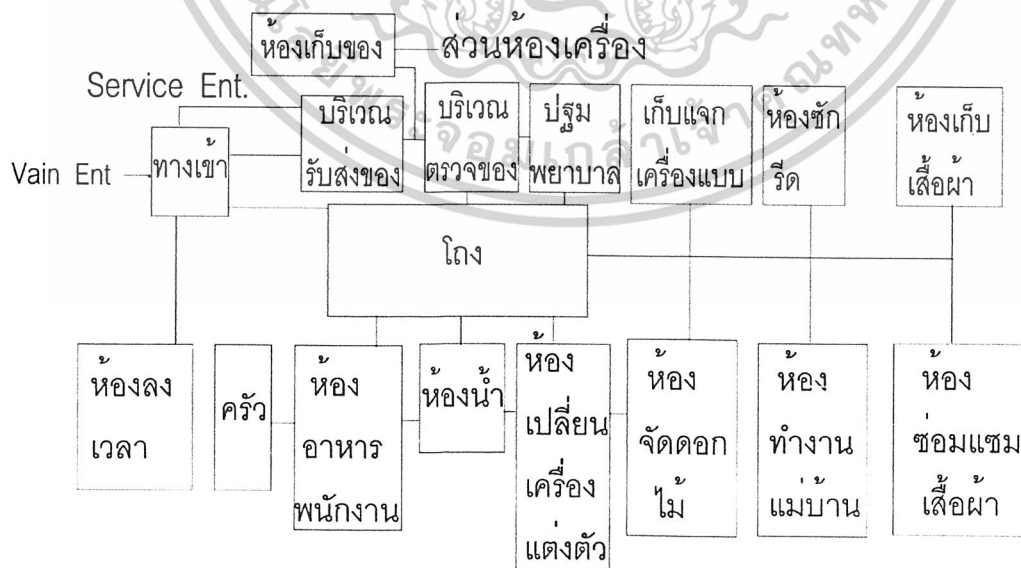 ห้องเก็บของ
ส่วนห้องเครื่อง
Service Ent.
Vain Ent
ทางเข้า
บริเวณ
รับส่งของ
บริเวณ
ตรวจของ
ปฐม
พยาบาล
เก็บแจก
เครื่องแบบ
ห้องซัก
รีด
ห้องเก็บ
เสื้อผ้า
โถง
ห้องลง
เวลา
ครัว
ห้อง
อาหาร
พนักงาน
ห้องน้ำ
ห้อง
เปลี่ยน
เครื่อง
แต่งตัว
ห้อง
จัดดอก
ไม้
ห้อง
ทำงาน
แม่บ้าน
ห้อง
ซ่อมแซม
เสื้อผ้า